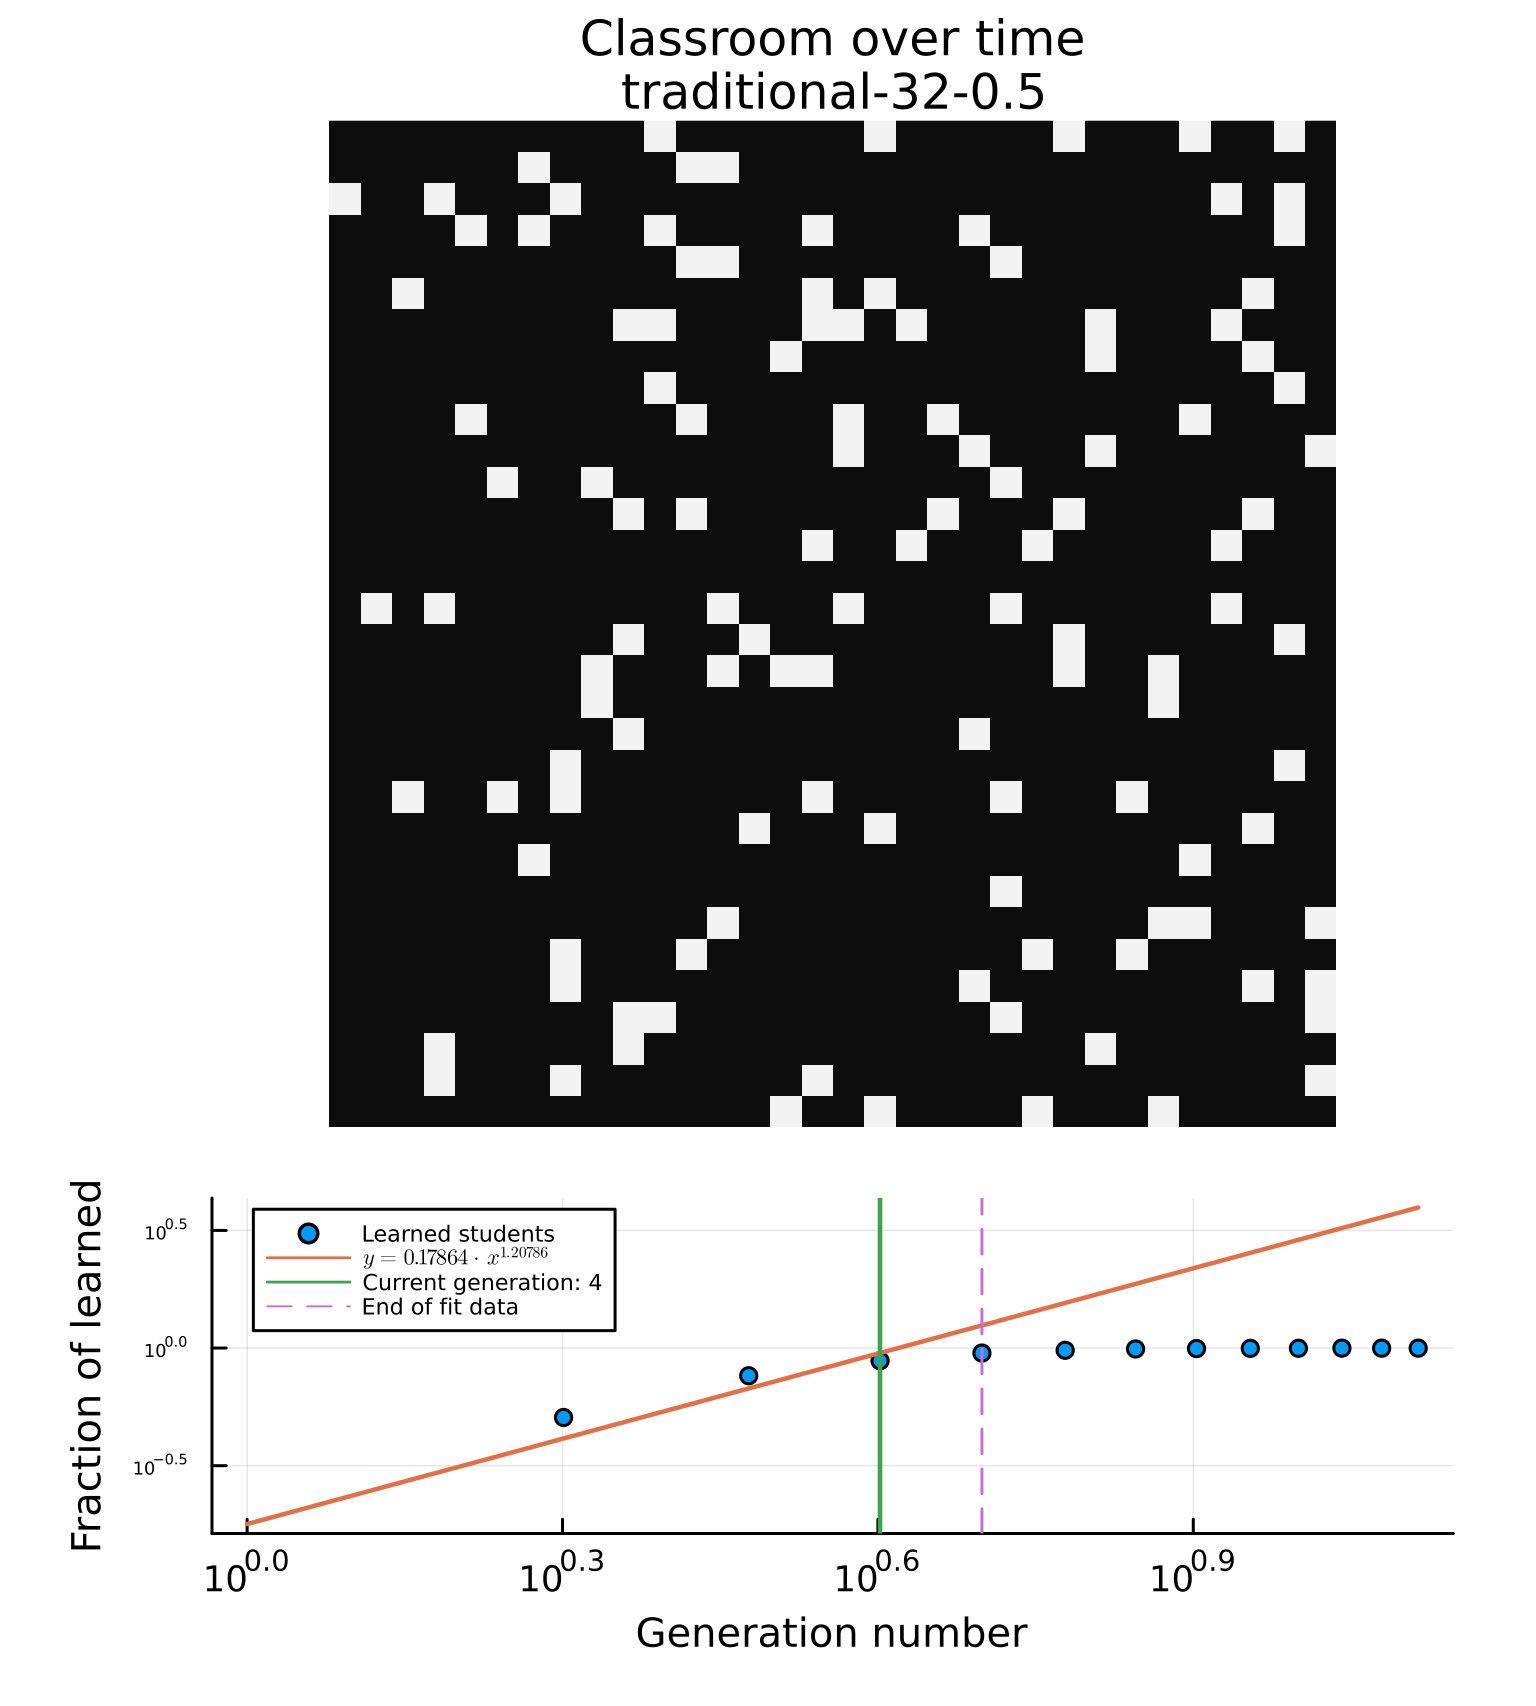 Classroom over time
traditional-32-0.5
Fraction of learned
10^0.5
10^0.0
10^−0.5
Learned students
y = 0.17864 · x^1.20786
Current generation: 4
End of fit data
10^0.0 10^0.3 10^0.6 10^0.9
Generation number